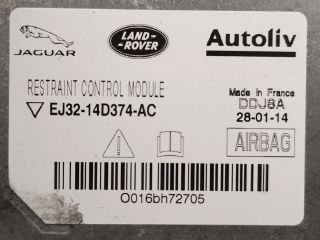 JAGUAR
LAND-
ROVER
Autoliv
RESTRAINT CONTROL MODULE
EJ32-14D374-AC
Made in France
DDJ8A
28-01-14
AIRBAG
O016bh72705